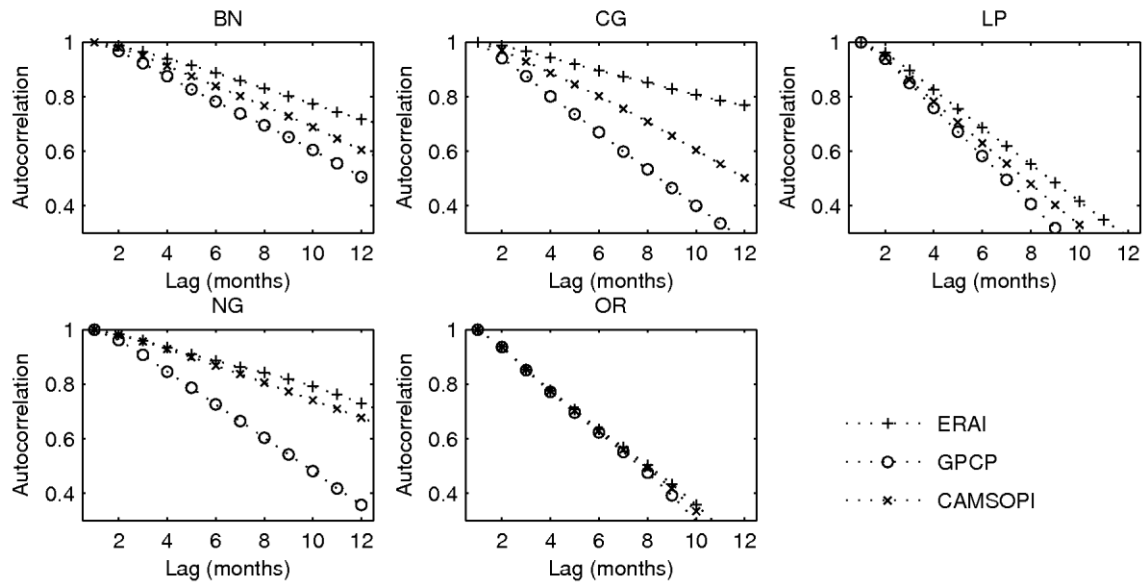 BN
CG
LP
1
0.8
0.6
0.4
Autocorrelation
2 4 6 8 10 12
Lag (months)
1
0.8
0.6
0.4
Autocorrelation
2 4 6 8 10 12
Lag (months)
1
0.8
0.6
0.4
Autocorrelation
2 4 6 8 10 12
Lag (months)
NG
OR
1
0.8
0.6
0.4
Autocorrelation
2 4 6 8 10 12
Lag (months)
1
0.8
0.6
0.4
Autocorrelation
2 4 6 8 10 12
Lag (months)
ERAI
GPCP
CAMSOPI